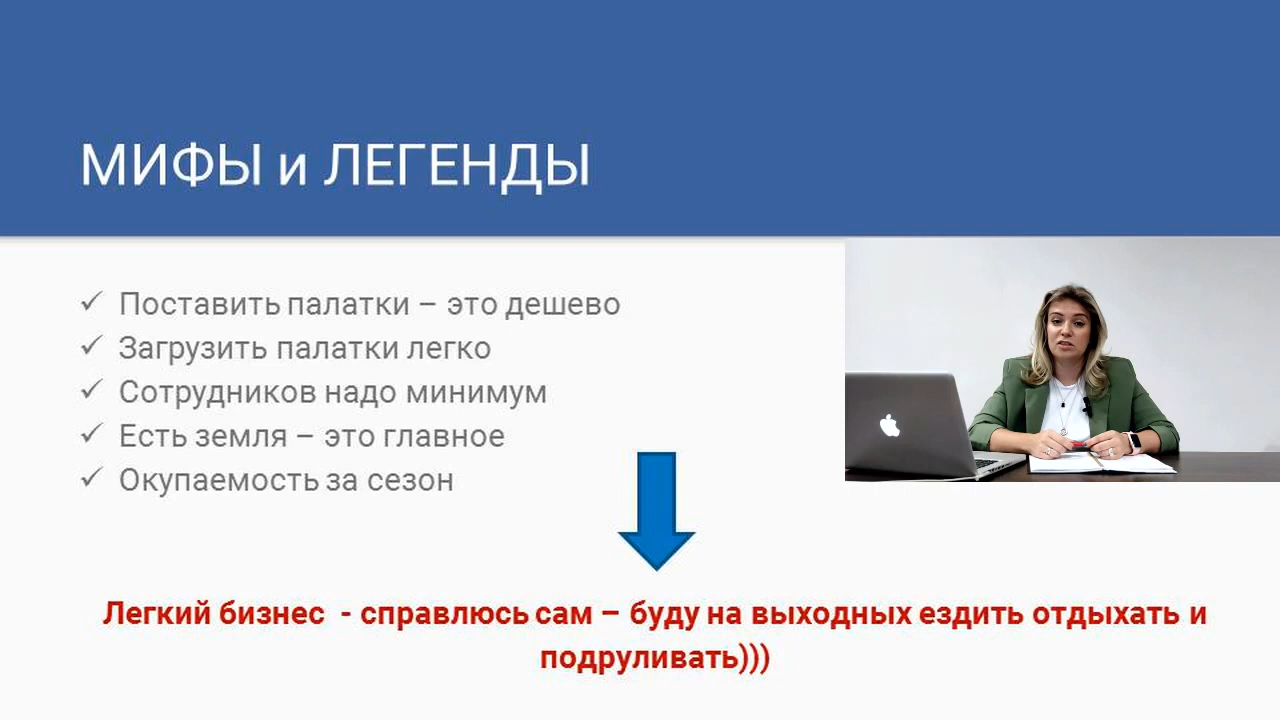 МИФЫ и ЛЕГЕНДЫ
Поставить палатки – это дешево
Загрузить палатки легко
Сотрудников надо минимум
Есть земля – это главное
Окупаемость за сезон
Легкий бизнес - справлюсь сам – буду на выходных ездить отдыхать и
подруливать)))